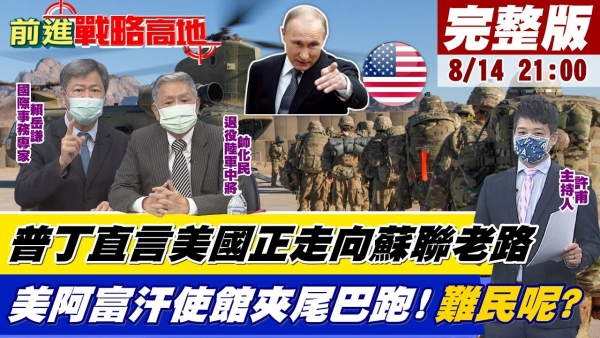 前進戰略高地
完整版
8/14 21:00
賴岳謙
國際事務專家
帥化民
退役陸軍中將
許甫
主持人
普丁直言美國正走向蘇聯老路
美阿富汗使館夾尾巴跑!難民呢?